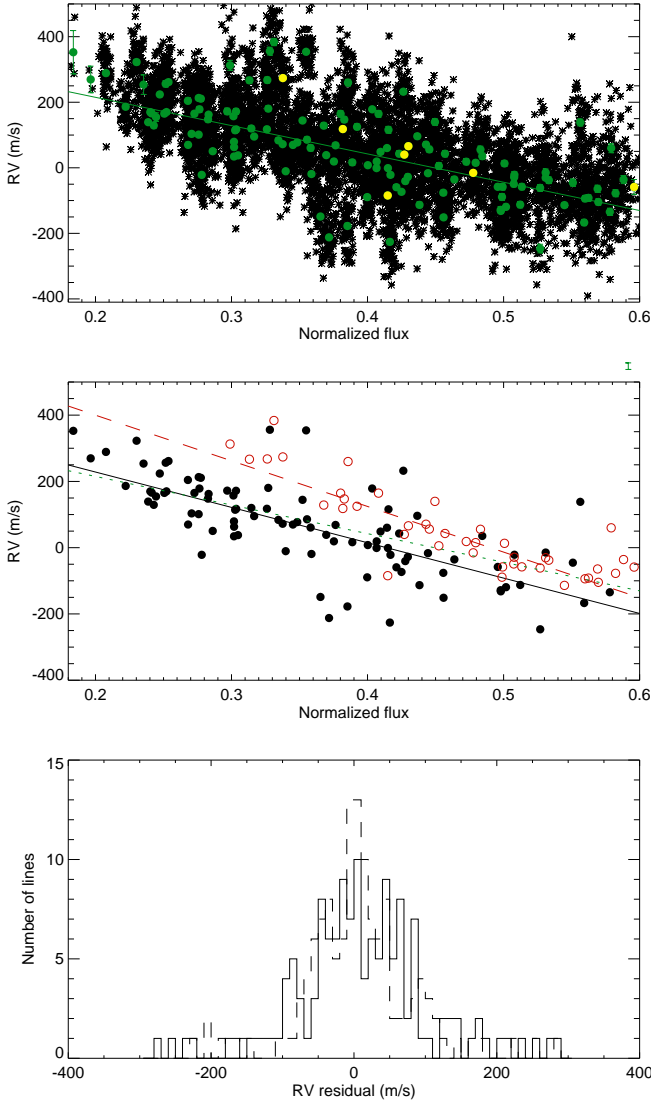 400
200
0
-200
-400
RV (m/s)
0.2 0.3 0.4 0.5 0.6
Normalized flux
400
200
0
-200
-400
RV (m/s)
0.2 0.3 0.4 0.5 0.6
Normalized flux
15
10
5
0
Number of lines
-400 -200 0 200 400
RV residual (m/s)